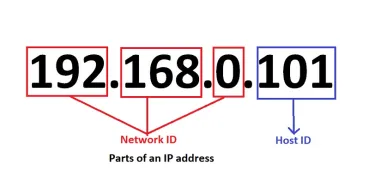 192.168.0.101
Network ID
Host ID
Parts of an IP address